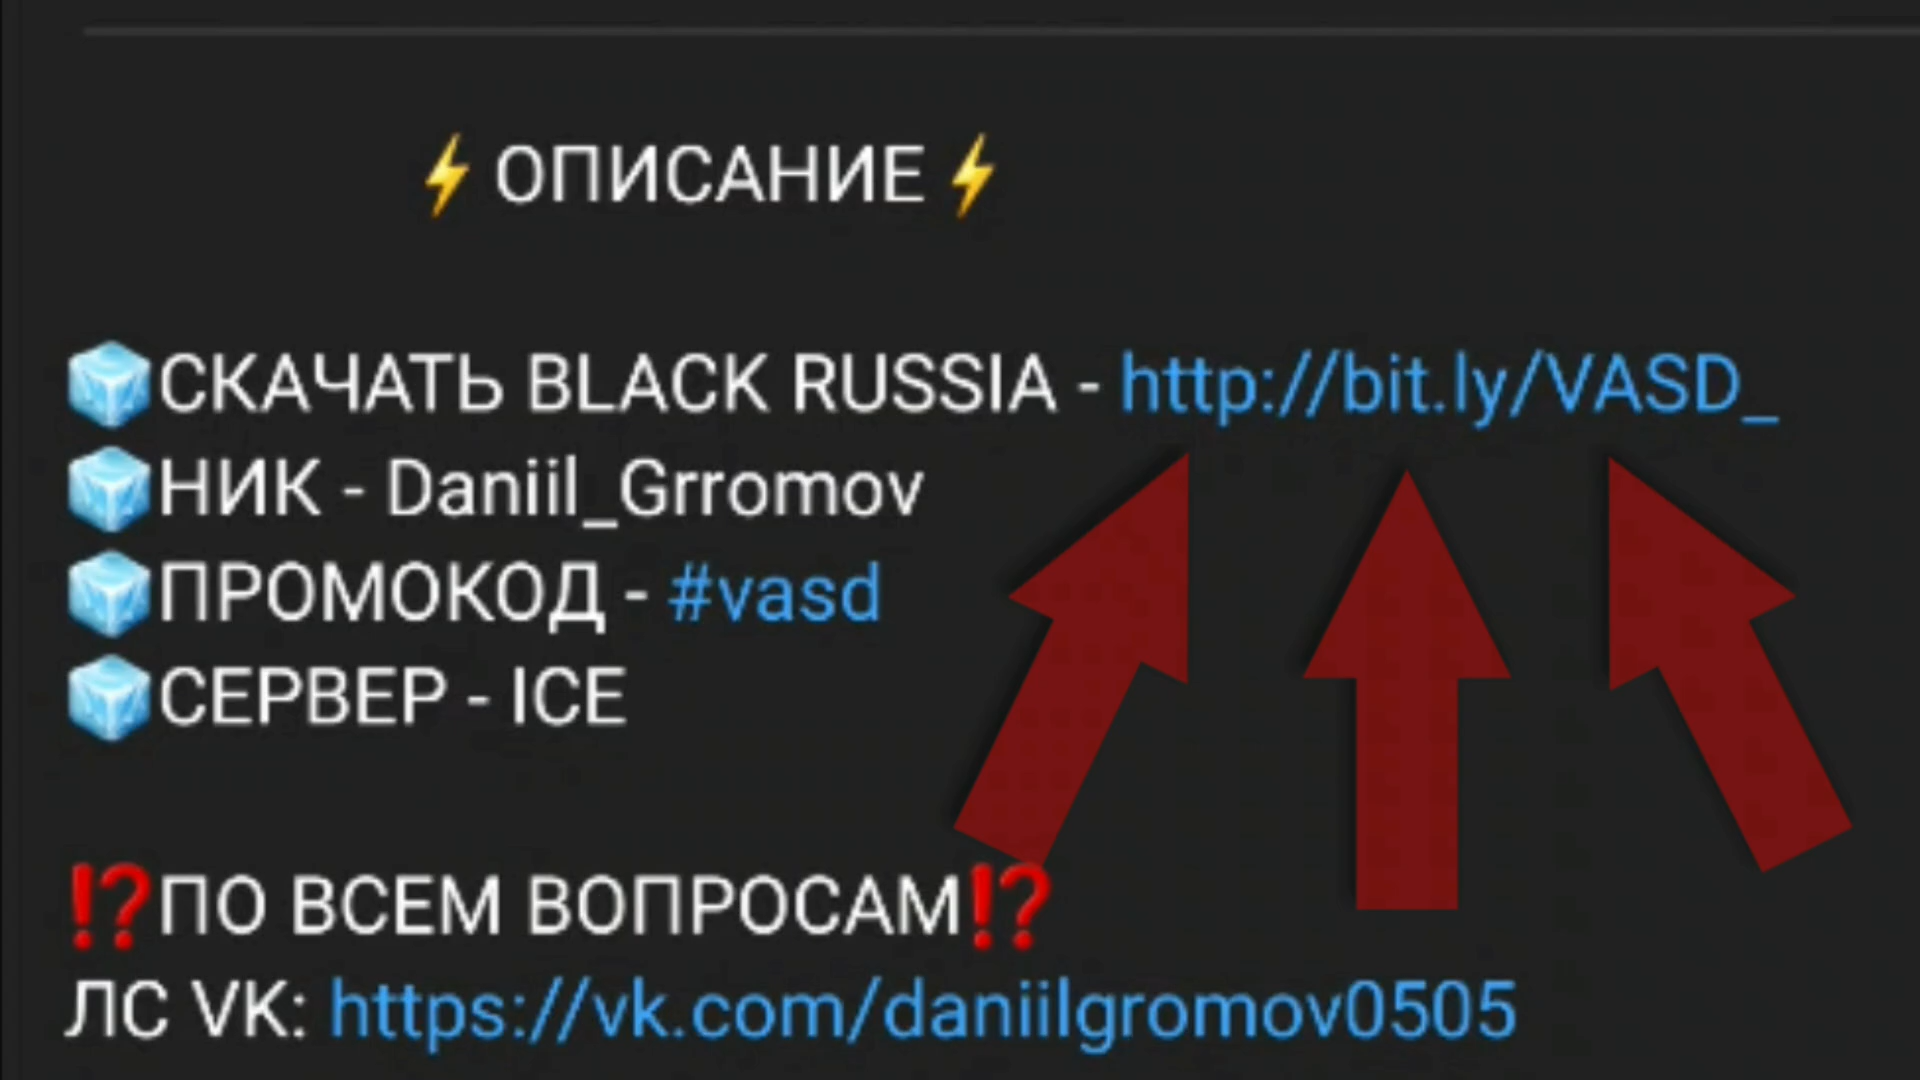 ⚡ ОПИСАНИЕ ⚡
🧊СКАЧАТЬ BLACK RUSSIA - http://bit.ly/VASD_
🧊НИК - Daniil_Grromov
🧊ПРОМОКОД - #vasd
🧊СЕРВЕР - ICE
⁉️ПО ВСЕМ ВОПРОСАМ⁉️
ЛС VK: https://vk.com/daniilgromov0505